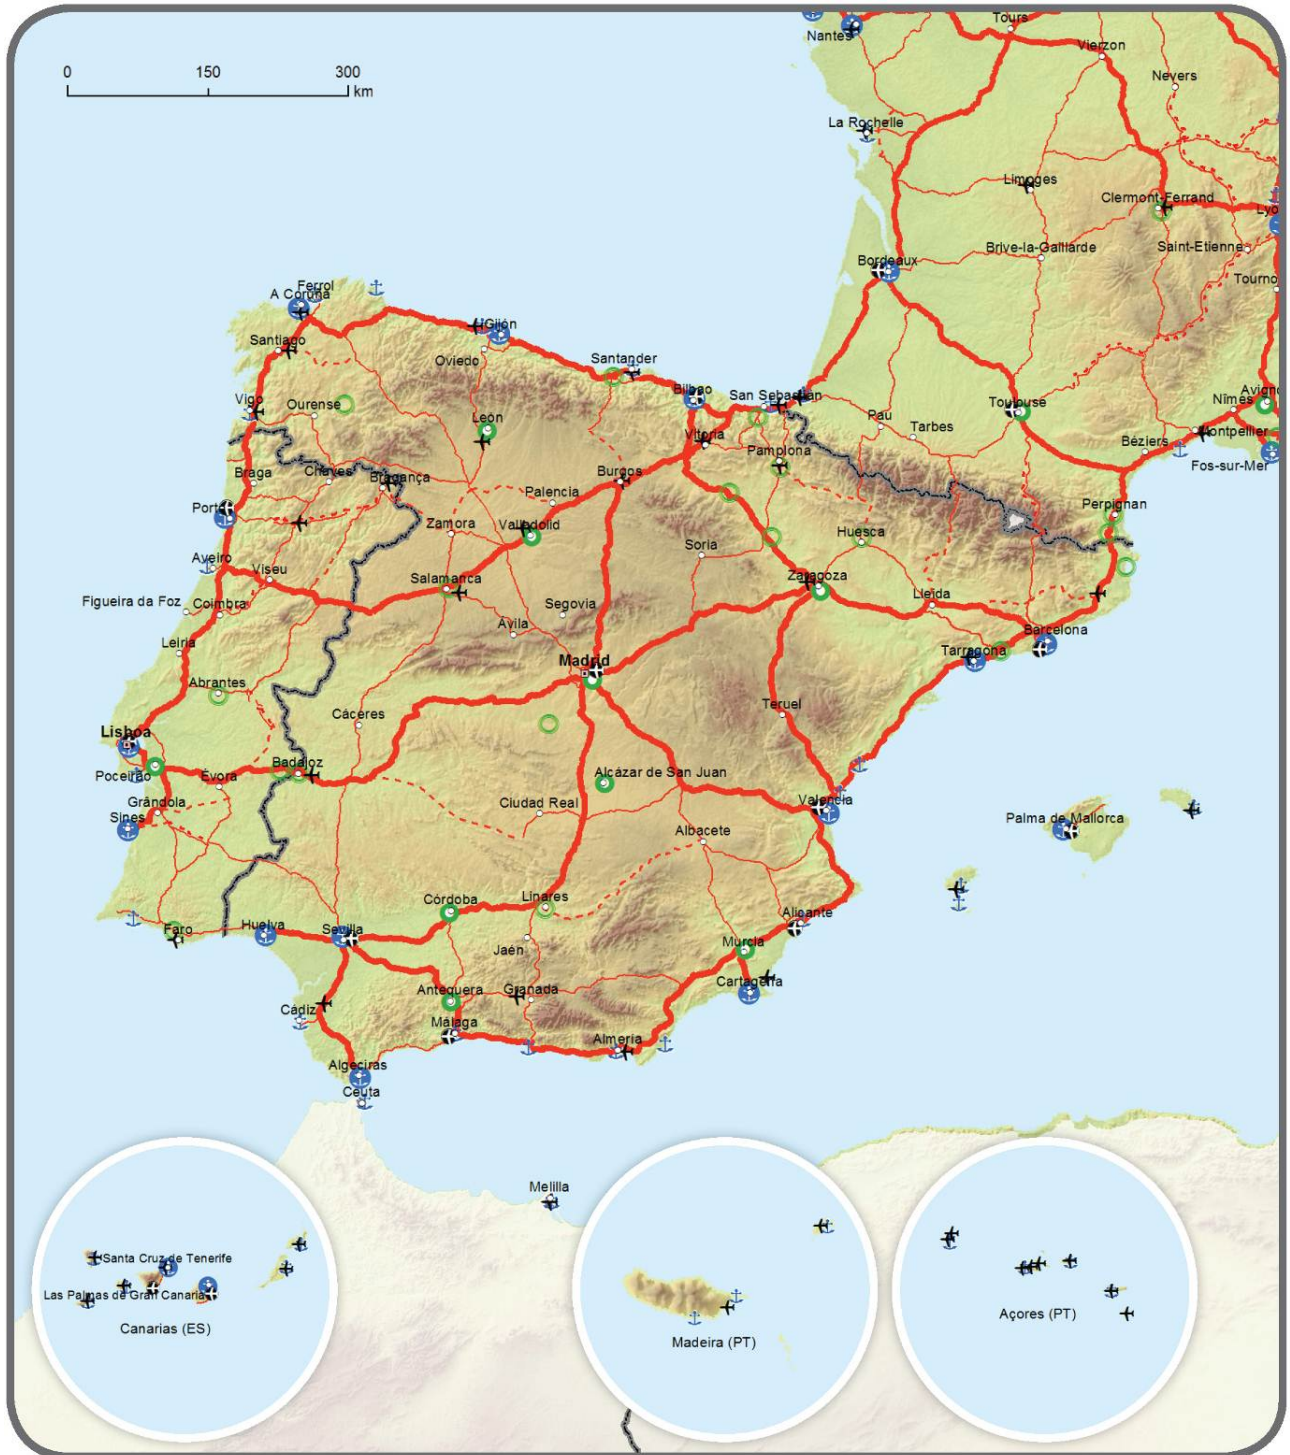 Tours
Nantes
Vierzon
0 150 300
km
Nevers
La Rochelle
Limoges
Clermont-Ferrand
Lyo
Brive-la-Gaillarde
Saint-Etienne
Bordeaux
Tourno
Ferrol
A Coruña
Gijón
Santiago
Oviedo
Santander
Bilbao
San Sebastián
Avigno
Vigo
Ourense
León
Toulouse
Nîmes
Pau
Tarbes
Montpellier
Vitoria
Béziers
Pamplona
Fos-sur-Mer
Braga
Chaves
Bragança
Burgos
Palencia
Porto
Perpignan
Zamora
Valladolid
Huesca
Soria
Aveiro
Viseu
Salamanca
Zaragoza
Lleida
Figueira da Foz
Coimbra
Segovia
Ávila
Barcelona
Leiria
Tarragona
Madrid
Abrantes
Cáceres
Teruel
Lisboa
Badajoz
Poceirão
Évora
Alcázar de San Juan
Grândola
Ciudad Real
Valencia
Sines
Albacete
Palma de Mallorca
Córdoba
Linares
Faro
Huelva
Sevilla
Alicante
Jaén
Murcia
Cartagena
Antequera
Granada
Cádiz
Málaga
Almería
Algeciras
Ceuta
Melilla
Santa Cruz de Tenerife
Las Palmas de Gran Canaria
Canarias (ES)
Madeira (PT)
Açores (PT)